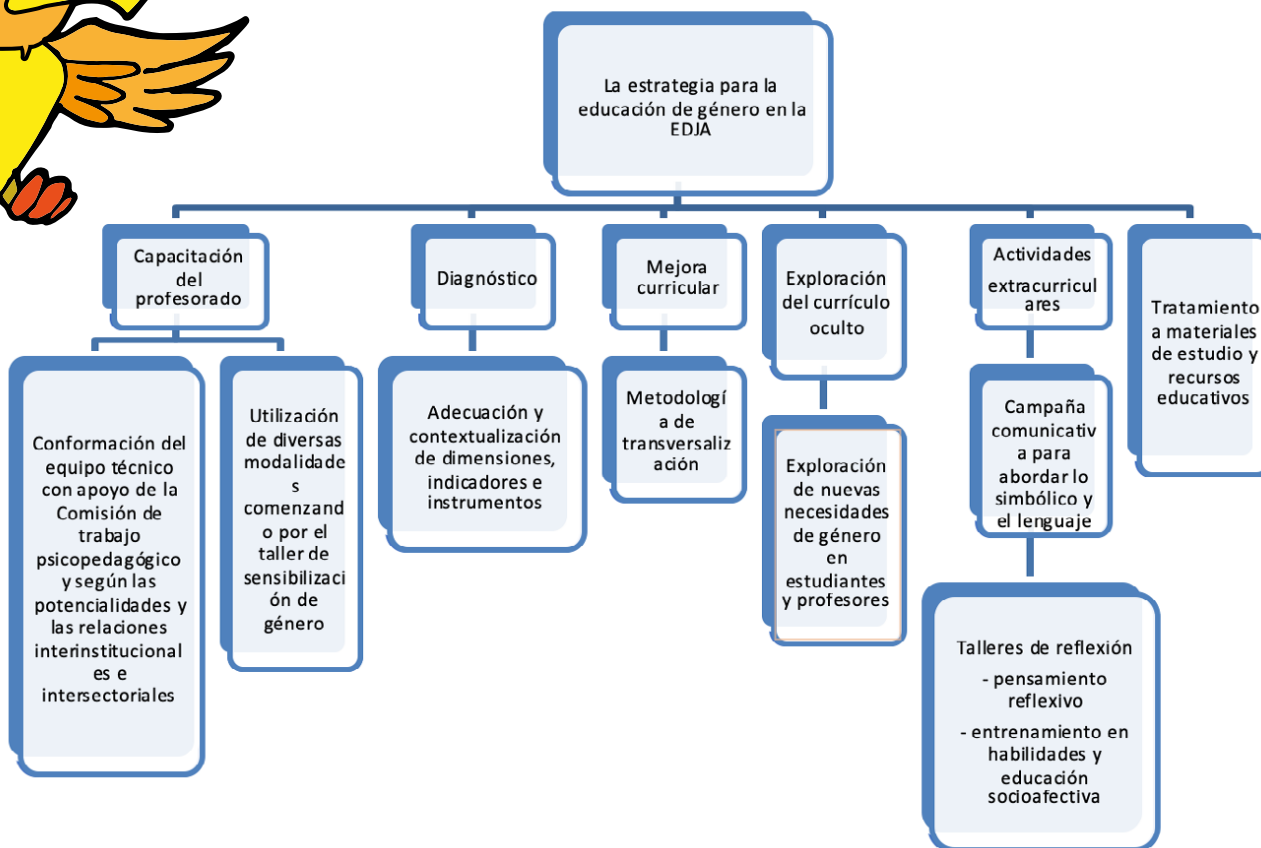 La estrategia para la
educación de género en la
EDJA
Capacitación
del
profesorado
Diagnóstico
Mejora
curricular
Exploración
del currículo
oculto
Actividades
extracurricul
ares
Tratamiento
a materiales
de estudio y
recursos
educativos
Conformación del
equipo técnico
con apoyo de la
Comisión de
trabajo
psicopedagógico
y según las
potencialidades y
las relaciones
interinstitucional
es e
intersectoriales
Utilización
de diversas
modalidade
s
comenzand
o por el
taller de
sensibilizaci
ón de
género
Adecuación y
contextualización
de dimensiones,
indicadores e
instrumentos
Metodologí
a de
transversaliz
ación
Exploración
de nuevas
necesidades
de género
en
estudiantes
y profesores
Campaña
comunicativ
a para
abordar lo
simbólico y
el lenguaje
Talleres de reflexión
- pensamiento
reflexivo
- entrenamiento en
habilidades y
educación
socioafectiva